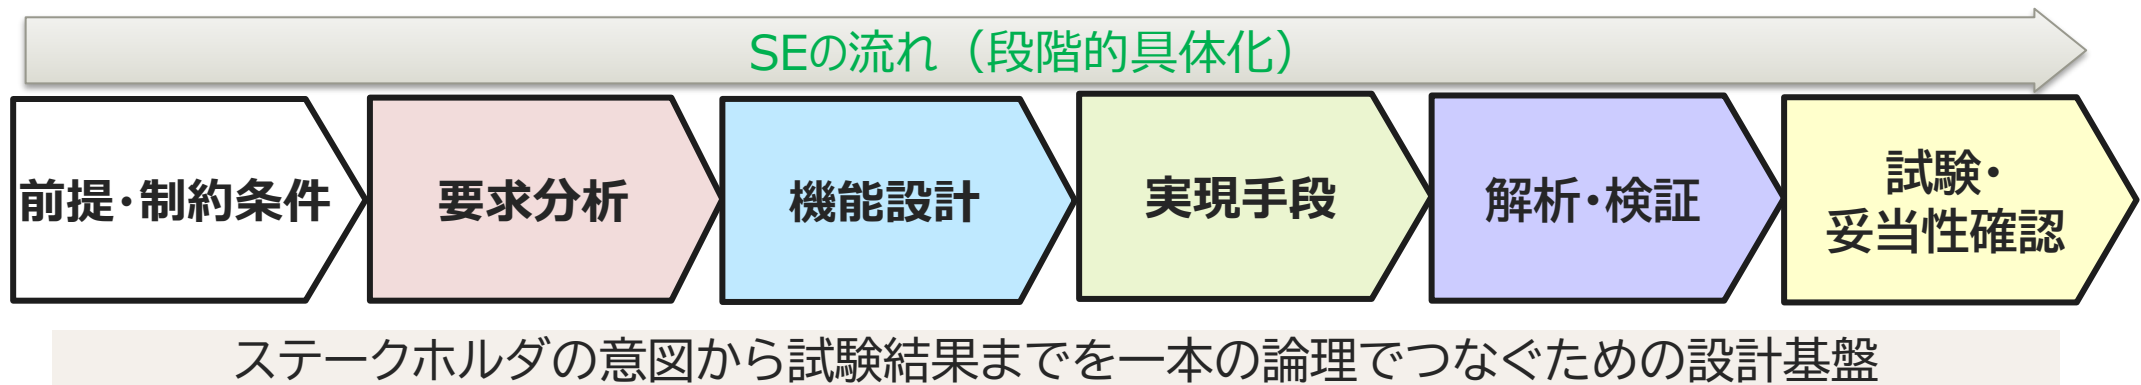 SEの流れ（段階的具体化）
前提・制約条件
要求分析
機能設計
実現手段
解析・検証
試験・
妥当性確認
ステークホルダの意図から試験結果までを一本の論理でつなぐための設計基盤